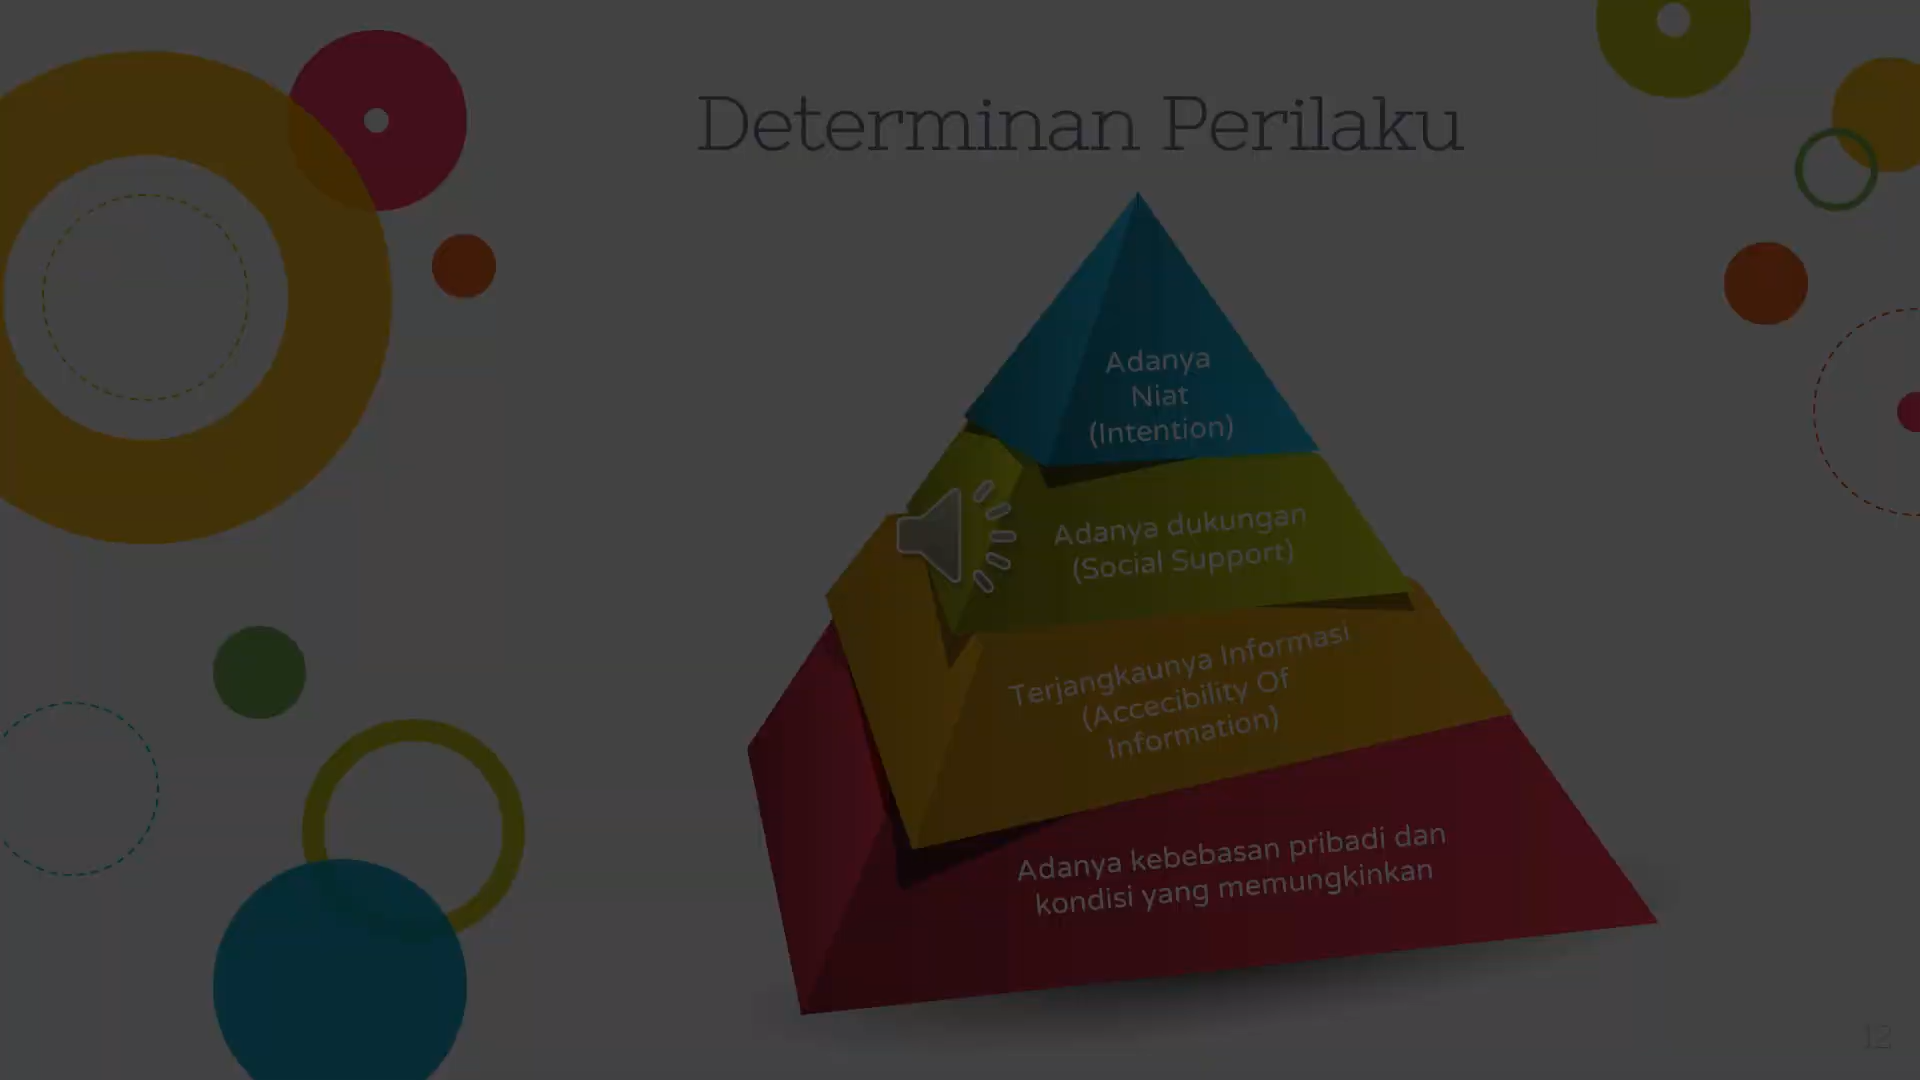 Determinan Perilaku
Adanya
Niat
(Intention)
Adanya dukungan
(Social Support)
Terjangkaunya Informasi
(Accecibility Of
Information)
Adanya kebebasan pribadi dan
kondisi yang memungkinkan
12